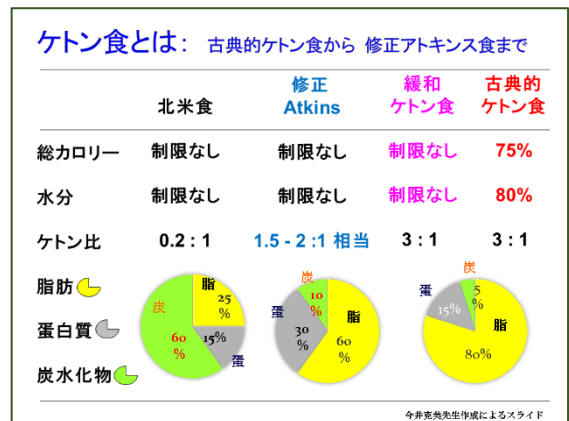 ケトン食とは: 古典的ケトン食から 修正アトキンス食まで
北米食 修正 Atkins 緩和 ケトン食 古典的 ケトン食
総カロリー 制限なし 制限なし 制限なし 75%
水分 制限なし 制限なし 制限なし 80%
ケトン比 0.2 : 1 1.5 - 2 :1 相当 3 : 1 3 : 1
脂肪
蛋白質
炭水化物
脂 25% 蛋 15% 炭 60%
炭 10% 蛋 30% 脂 60%
炭 5% 蛋 15% 脂 80%
今井克美先生作成によるスライド